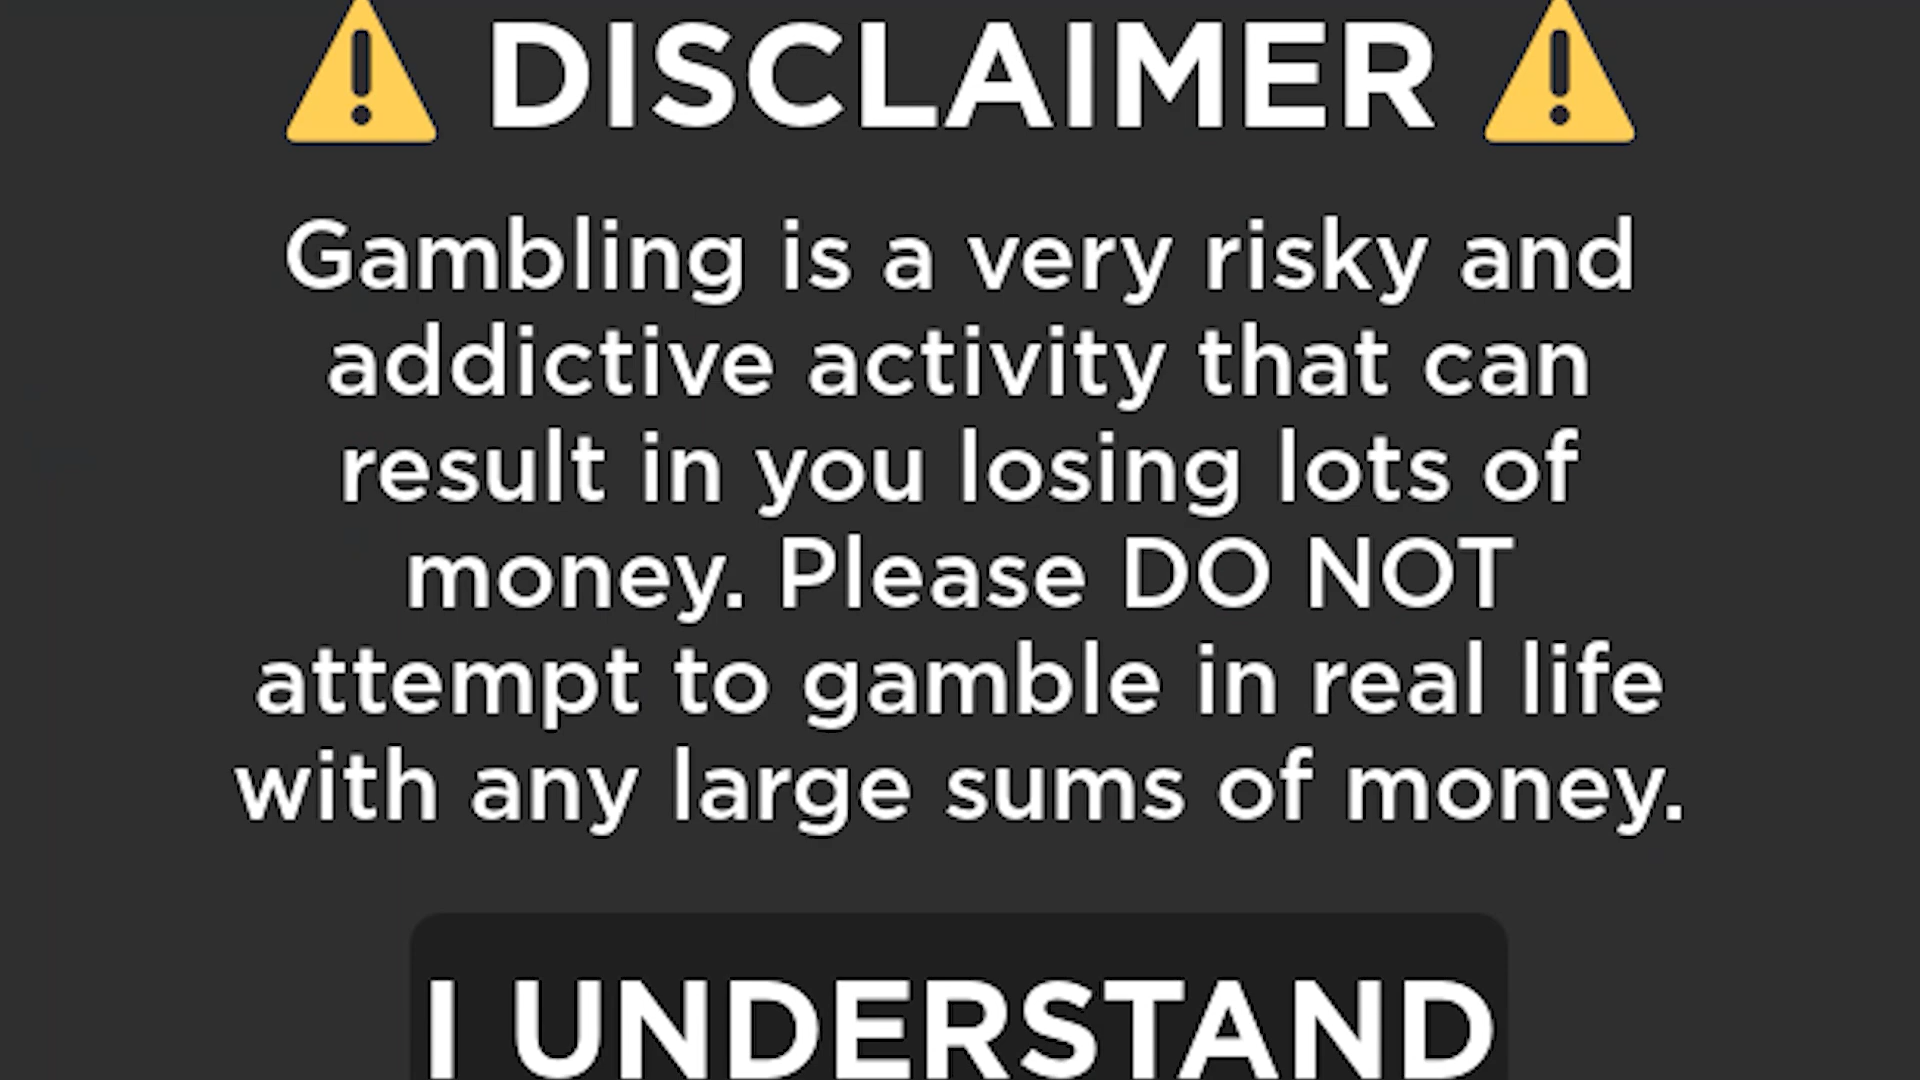 ⚠ DISCLAIMER ⚠
Gambling is a very risky and
addictive activity that can
result in you losing lots of
money. Please DO NOT
attempt to gamble in real life
with any large sums of money.
I UNDERSTAND